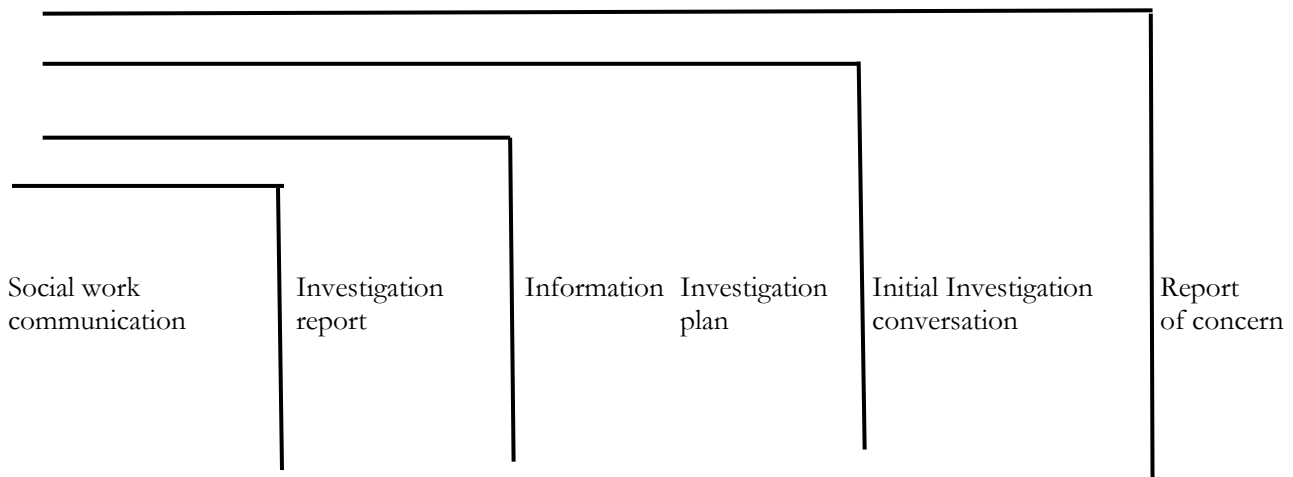 Social work
communication
Investigation
report
Information
Investigation
plan
Initial Investigation
conversation
Report
of concern